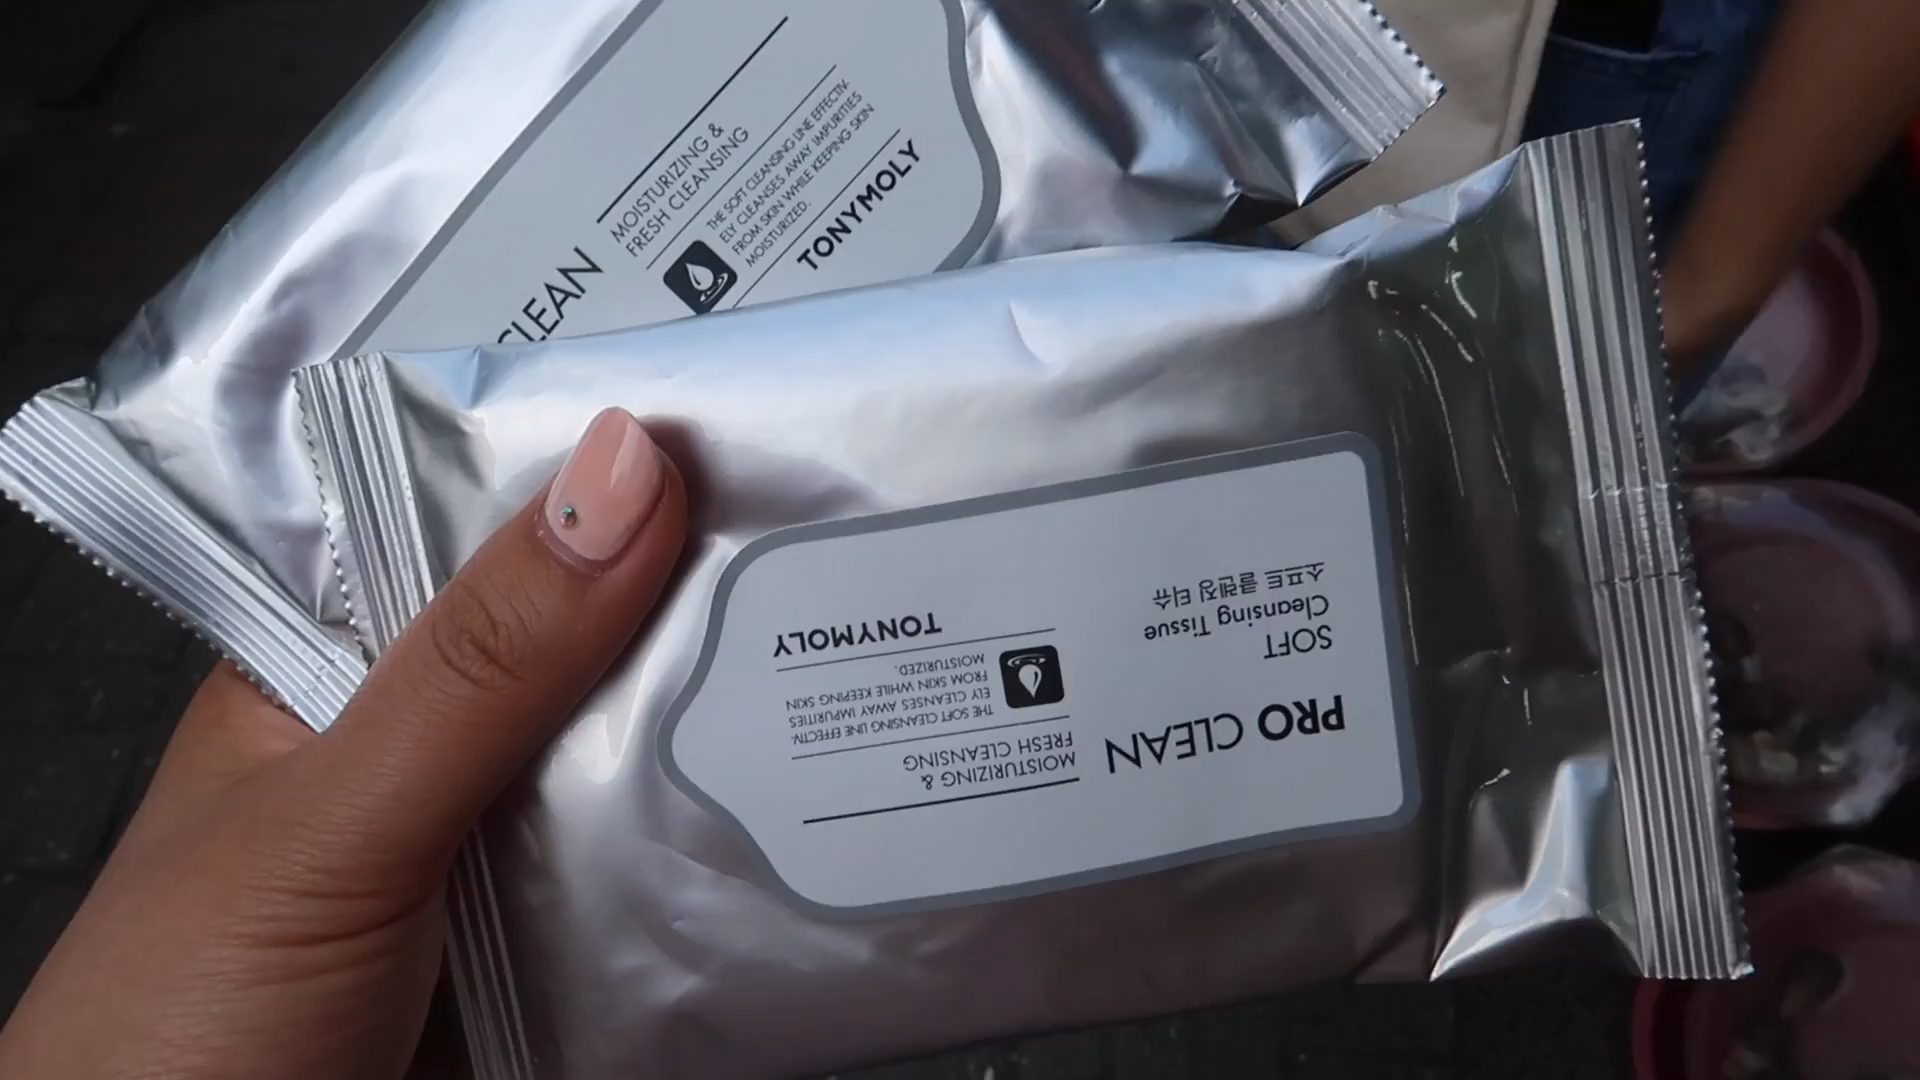 CLEAN
MOISTURIZING &
FRESH CLEANSING
THE SOFT CLEANSING LINE EFFECTIV-
ELY CLEANSES AWAY IMPURITIES
FROM SKIN WHILE KEEPING SKIN
MOISTURIZED.
TONYMOLY
PRO CLEAN
SOFT
Cleansing Tissue
소프트 클렌징 티슈
MOISTURIZING &
FRESH CLEANSING
THE SOFT CLEANSING LINE EFFECTIV-
ELY CLEANSES AWAY IMPURITIES
FROM SKIN WHILE KEEPING SKIN
MOISTURIZED.
TONYMOLY